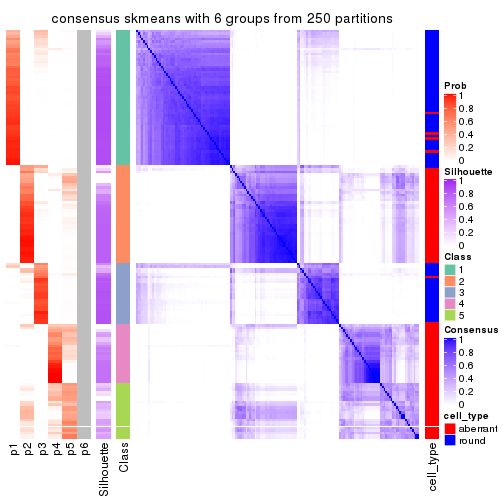 consensus skmeans with 6 groups from 250 partitions
Prob
1
0.8
0.6
0.4
0.2
0
Silhouette
1
0.8
0.6
0.4
0.2
0
Class
1
2
3
4
5
Consensus
1
0.8
0.6
0.4
0.2
0
cell_type
aberrant
round
p1
p2
p3
p4
p5
p6
Silhouette
Class
cell_type